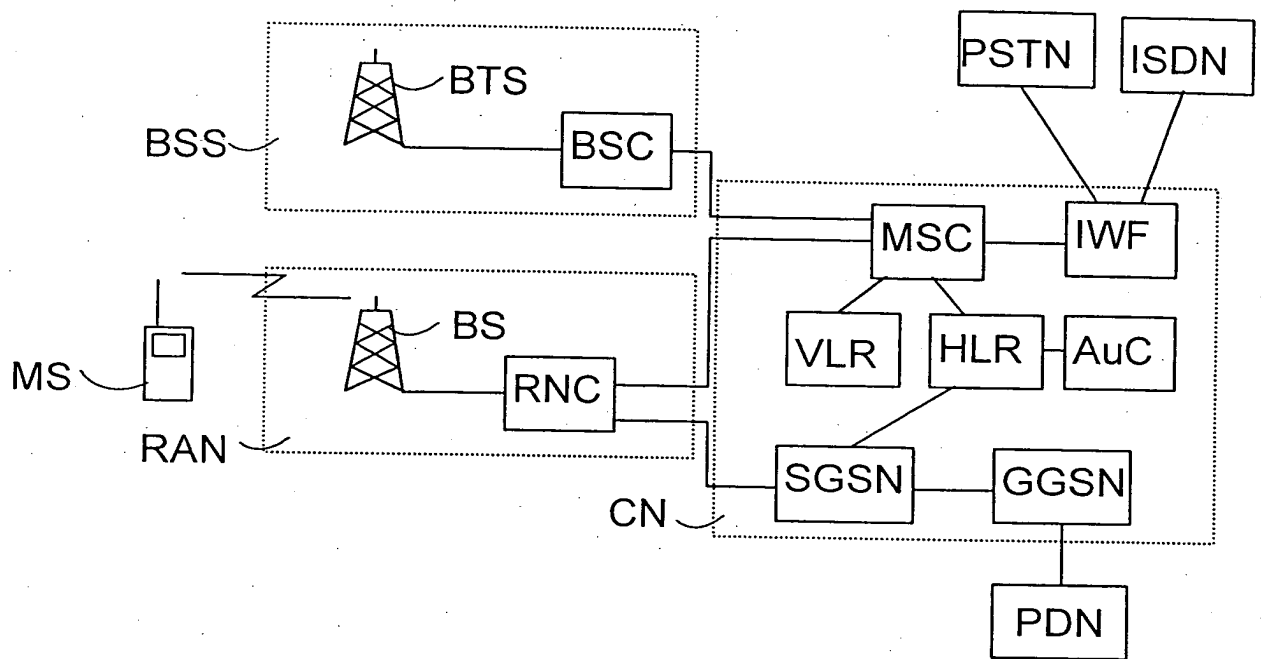 PSTN
ISDN
BTS
BSC
BSS
MSC
IWF
BS
VLR
HLR
AuC
MS
RNC
RAN
SGSN
GGSN
CN
PDN